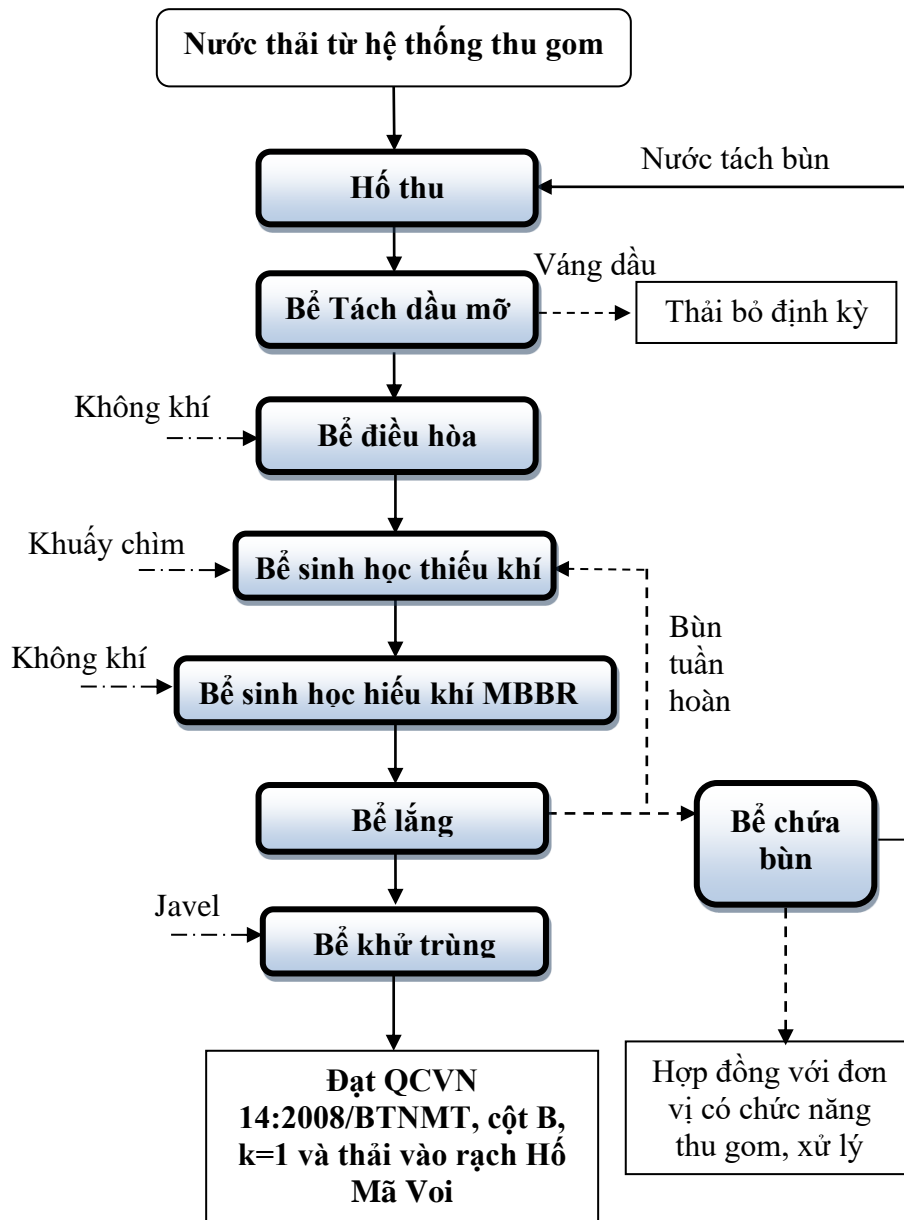 Nước thải từ hệ thống thu gom
Nước tách bùn
Hố thu
Váng dầu
Bể Tách dầu mỡ
Thải bỏ định kỳ
Không khí
Bể điều hòa
Khuấy chìm
Bể sinh học thiếu khí
Bùn
tuần
hoàn
Không khí
Bể sinh học hiếu khí MBBR
Bể lắng
Bể chứa
bùn
Javel
Bể khử trùng
Đạt QCVN
14:2008/BTNMT, cột B,
k=1 và thải vào rạch Hố
Mã Voi
Hợp đồng với đơn
vị có chức năng
thu gom, xử lý